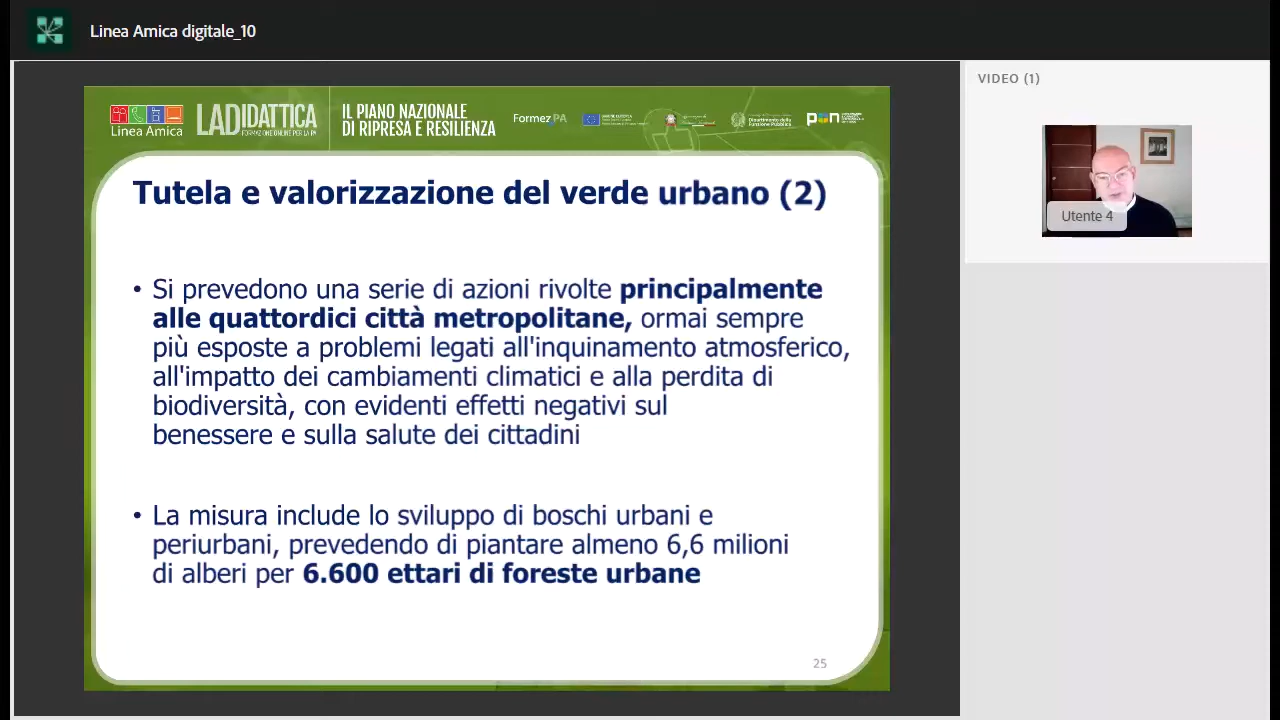 Linea Amica digitale_10
VIDEO (1)
Utente 4
Linea Amica
LADIDATTICA
FORMAZIONE ONLINE PER LA PA
IL PIANO NAZIONALE
DI RIPRESA E RESILIENZA
FormezPA
Dipartimento della
Funzione Pubblica
pon
Tutela e valorizzazione del verde urbano (2)
• Si prevedono una serie di azioni rivolte principalmente
alle quattordici città metropolitane, ormai sempre
più esposte a problemi legati all'inquinamento atmosferico,
all'impatto dei cambiamenti climatici e alla perdita di
biodiversità, con evidenti effetti negativi sul
benessere e sulla salute dei cittadini
• La misura include lo sviluppo di boschi urbani e
periurbani, prevedendo di piantare almeno 6,6 milioni
di alberi per 6.600 ettari di foreste urbane
25